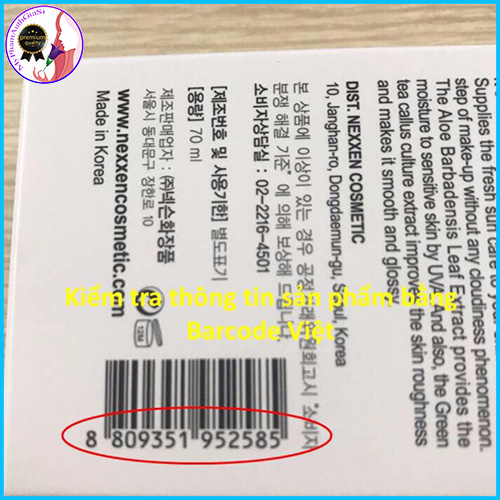 MyPhamAnhGuaSi
premium
quality
Supplies the fresh sun care to
step of make-up without any cloudiness phenomenon.
The Aloe Barbadensis Leaf Extract provides the
moisture to sensitive skin by UVA. And also, the Green
tea callus culture extract improves the skin roughness
and makes it smooth and glossy
DIST. NEXXEN COSMETIC
10, Janghan-ro, Dongdaemun-gu, Seoul, Korea
본 상품에 이상이 있는 경우 공정거래위원회고시 "소비자
분쟁 해결 기준"에 의해 보상해 드립니다
소비자상담실 : 02-2216-4501
[제조번호 및 사용기한] 별도표기
[용량] 70 ml
제조판매업자 : ㈜넥슨화장품
서울시 동대문구 장한로 10
www.nexxencosmetic.com
Made in Korea
12M
Kiểm tra thông tin sản phẩm bằng
Barcode Việt
8 809351 952585